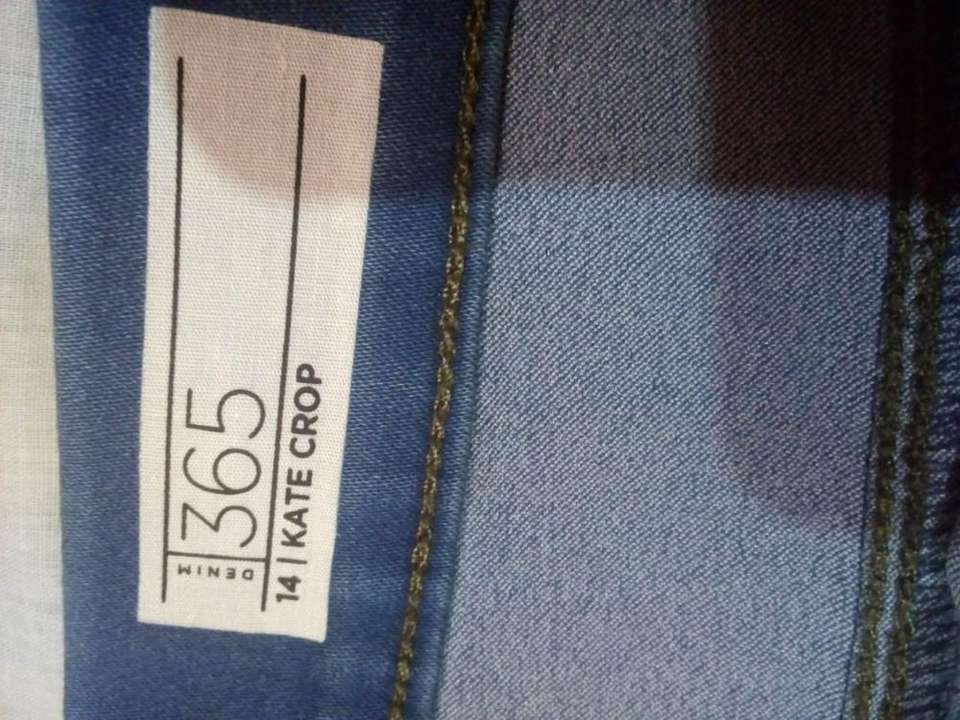 DENIM
365
14 | KATE CROP